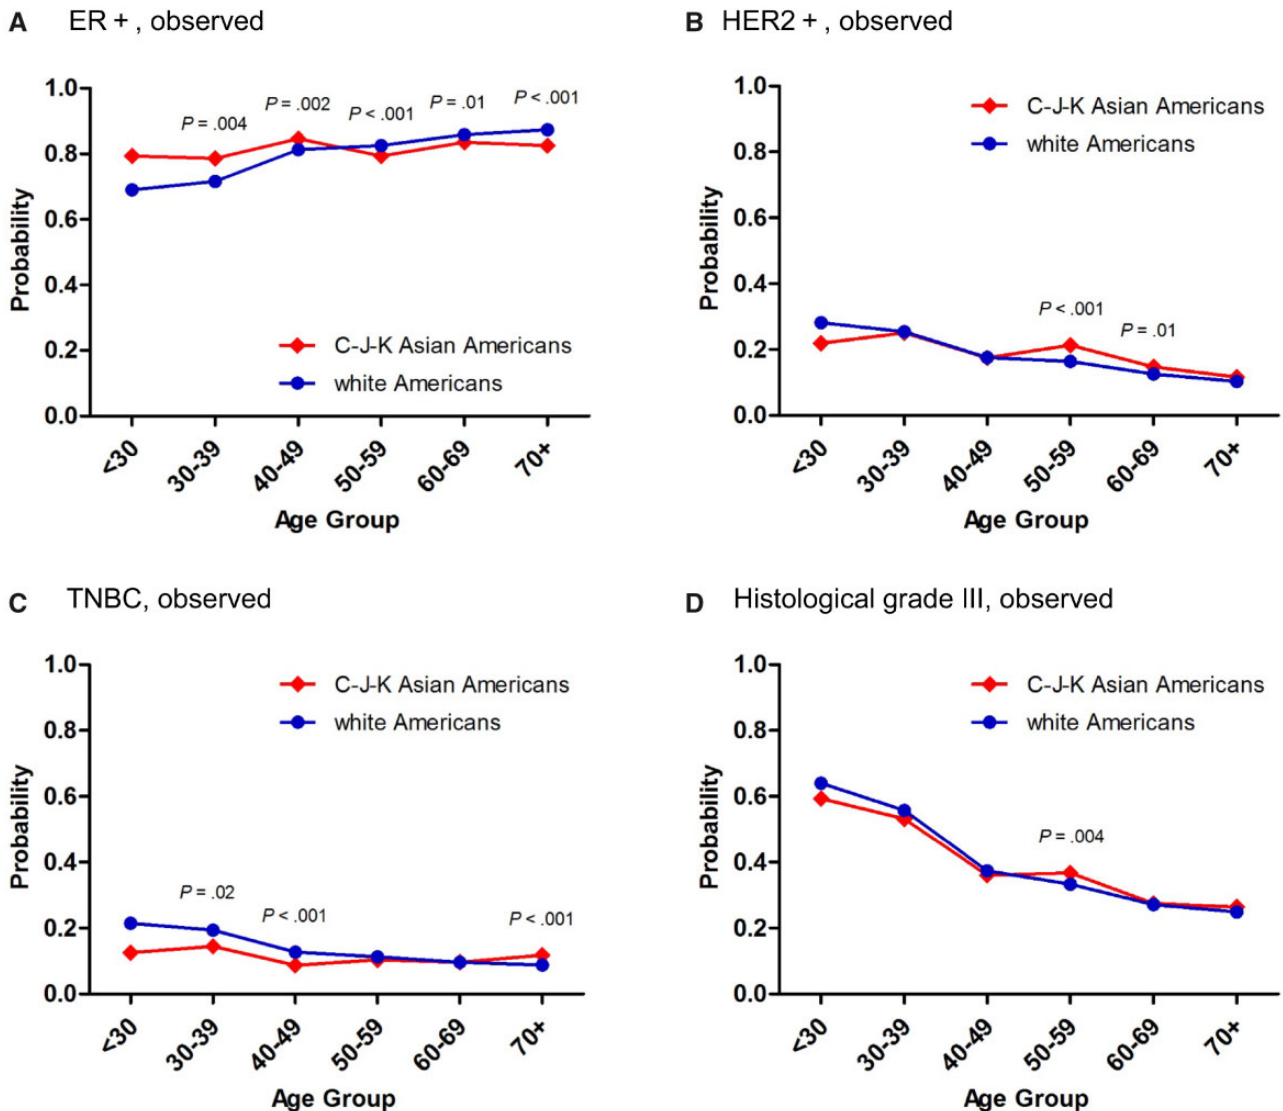 A ER + , observed
1.0
0.8
0.6
0.4
0.2
0.0
Probability
P = .004
P = .002
P < .001
P = .01
P < .001
C-J-K Asian Americans
white Americans
<30
30-39
40-49
50-59
60-69
70+
Age Group
B HER2 + , observed
1.0
0.8
0.6
0.4
0.2
0.0
Probability
C-J-K Asian Americans
white Americans
P < .001
P = .01
<30
30-39
40-49
50-59
60-69
70+
Age Group
C TNBC, observed
1.0
0.8
0.6
0.4
0.2
0.0
Probability
C-J-K Asian Americans
white Americans
P = .02
P < .001
P < .001
<30
30-39
40-49
50-59
60-69
70+
Age Group
D Histological grade III, observed
1.0
0.8
0.6
0.4
0.2
0.0
Probability
C-J-K Asian Americans
white Americans
P = .004
<30
30-39
40-49
50-59
60-69
70+
Age Group